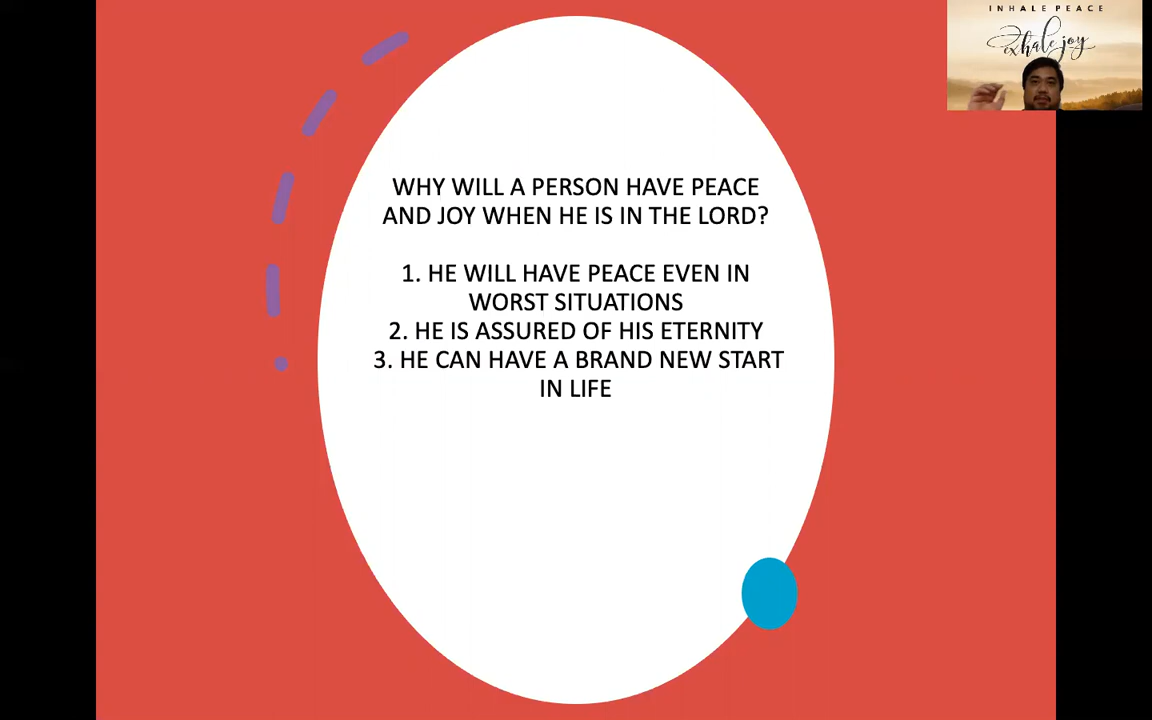 INHALE PEACE
exhale joy
WHY WILL A PERSON HAVE PEACE
AND JOY WHEN HE IS IN THE LORD?
1. HE WILL HAVE PEACE EVEN IN
WORST SITUATIONS
2. HE IS ASSURED OF HIS ETERNITY
3. HE CAN HAVE A BRAND NEW START
IN LIFE